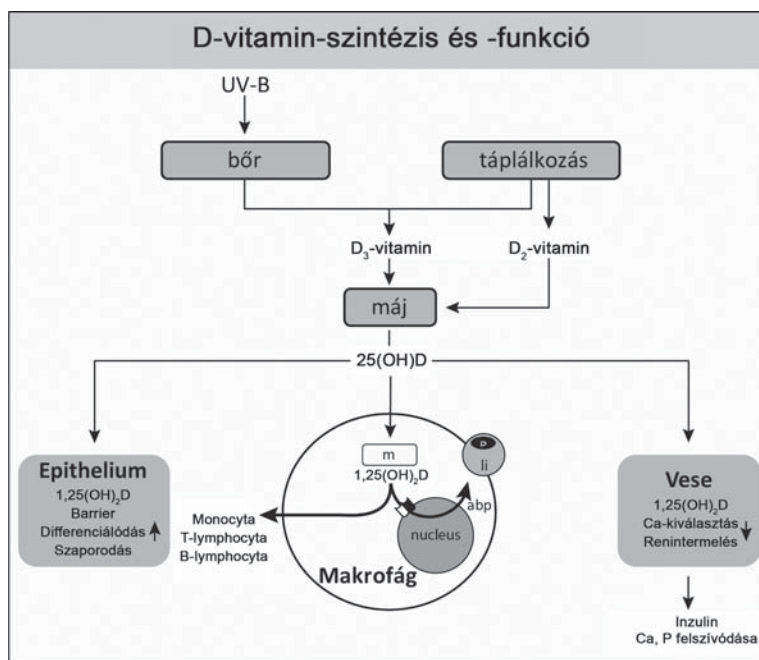 D-vitamin-szintézis és -funkció
UV-B
bőr
táplálkozás
D₃-vitamin
D₂-vitamin
máj
25(OH)D
Epithelium
1,25(OH)₂D
Barrier
Differenciálódás
Szaporodás
Monocyta
T-lymphocyta
B-lymphocyta
m
1,25(OH)₂D
D
li
abp
nucleus
Makrofág
Vese
1,25(OH)₂D
Ca-kiválasztás
Renintermelés
Inzulin
Ca, P felszívódása